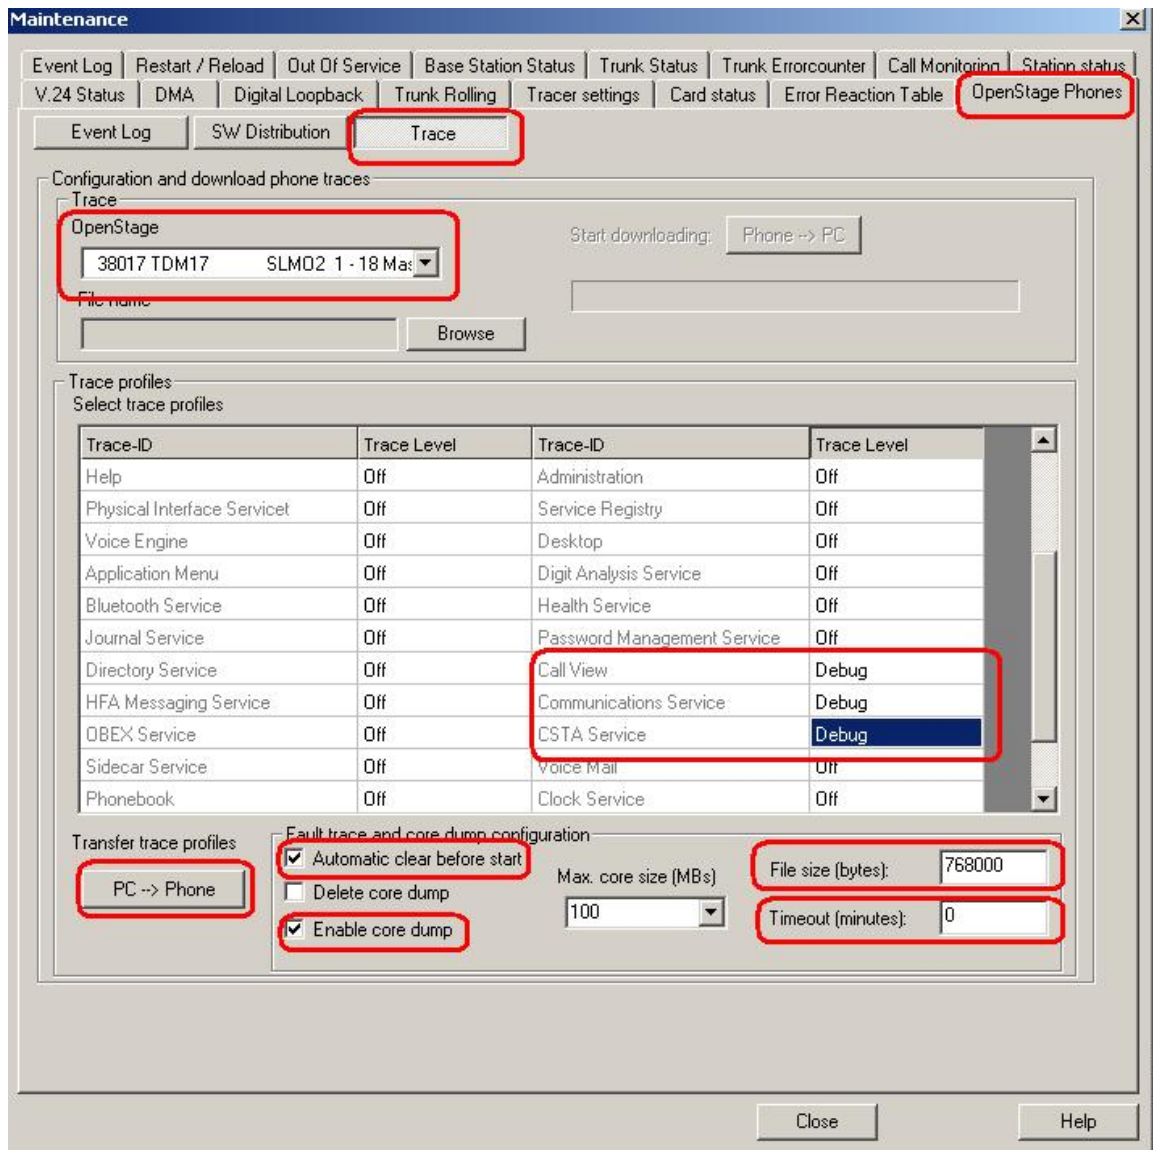 Maintenance
Event Log Restart / Reload Out Of Service Base Station Status Trunk Status Trunk Errorcounter Call Monitoring Station status
V.24 Status DMA Digital Loopback Trunk Rolling Tracer settings Card status Error Reaction Table OpenStage Phones
Event Log SW Distribution Trace
Configuration and download phone traces
Trace
OpenStage
Start downloading: Phone --> PC
38017 TDM17 SLMO2 1 - 18 Mas
File name
Browse
Trace profiles
Select trace profiles
Trace-ID Trace Level Trace-ID Trace Level
Help Off Administration Off
Physical Interface Servicet Off Service Registry Off
Voice Engine Off Desktop Off
Application Menu Off Digit Analysis Service Off
Bluetooth Service Off Health Service Off
Journal Service Off Password Management Service Off
Directory Service Off Call View Debug
HFA Messaging Service Off Communications Service Debug
OBEX Service Off CSTA Service Debug
Sidecar Service Off Voice Mail Off
Phonebook Off Clock Service Off
Transfer trace profiles
PC --> Phone
Fault trace and core dump configuration
Automatic clear before start
Delete core dump
Enable core dump
Max. core size (MBs)
100
File size (bytes): 768000
Timeout (minutes): 0
Close Help